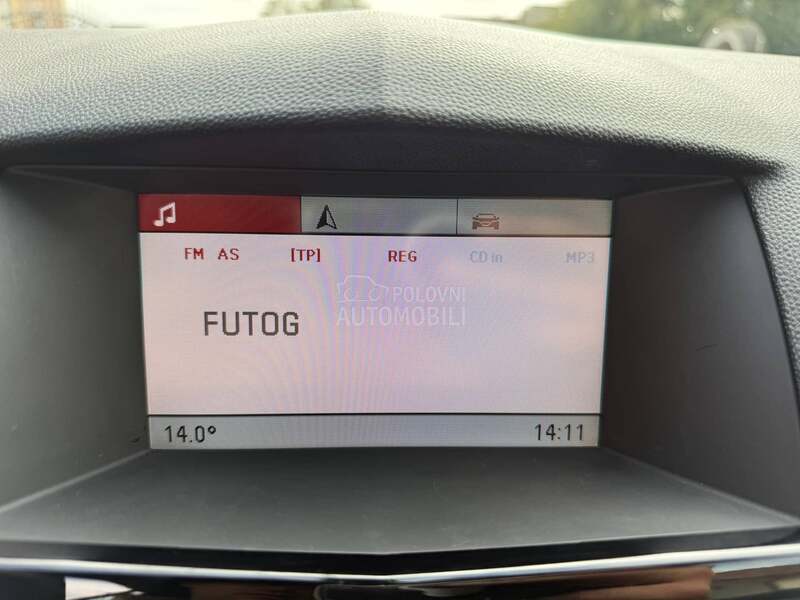 FM AS [TP] REG CD in MP3
POLOVNI
AUTOMOBILI
FUTOG
14.0° 14:11